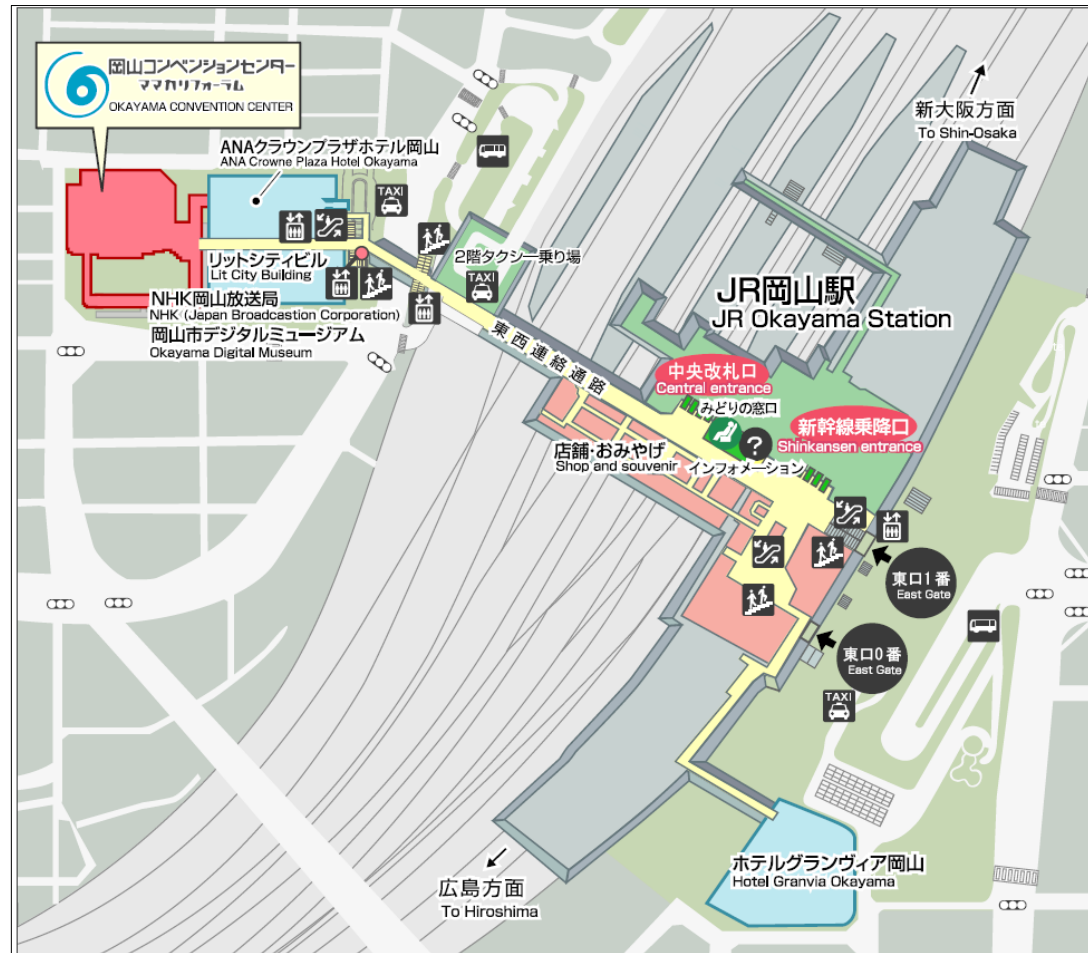 岡山コンベンションセンター
ママカリフォーラム
OKAYAMA CONVENTION CENTER
新大阪方面
To Shin-Osaka
ANAクラウンプラザホテル岡山
ANA Crowne Plaza Hotel Okayama
TAXI
2階タクシー乗り場
TAXI
リットシティビル
Lit City Building
NHK岡山放送局
NHK (Japan Broadcastion Corporation)
岡山市デジタルミュージアム
Okayama Digital Museum
JR岡山駅
JR Okayama Station
東西連絡通路
中央改札口
Central entrance
みどりの窓口
新幹線乗降口
Shinkansen entrance
?
店舗・おみやげ
Shop and souvenir
インフォメーション
東口1番
East Gate
東口0番
East Gate
TAXI
ホテルグランヴィア岡山
Hotel Granvia Okayama
広島方面
To Hiroshima